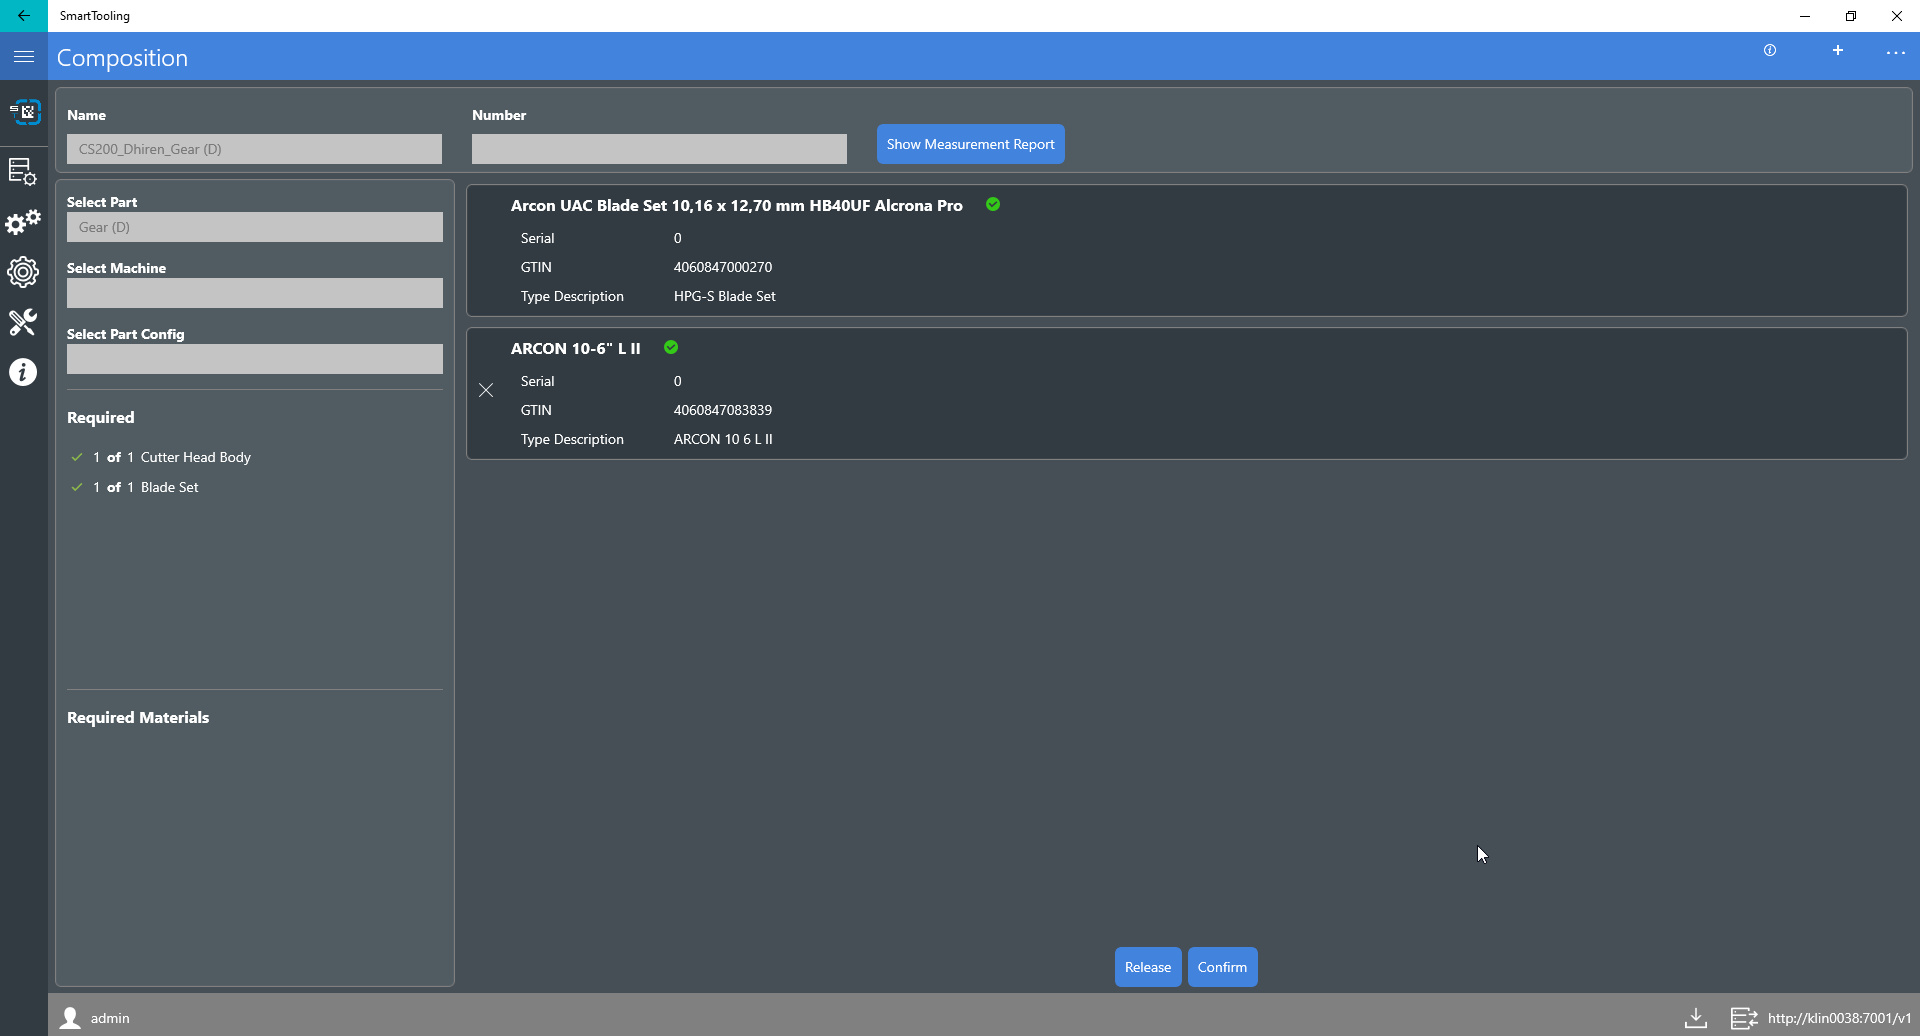 SmartTooling
Composition
Name
Number
CS200_Dhiren_Gear (D)
Show Measurement Report
Select Part
Gear (D)
Select Machine
Select Part Config
Required
1 of 1 Cutter Head Body
1 of 1 Blade Set
Required Materials
Arcon UAC Blade Set 10,16 x 12,70 mm HB40UF Alcrona Pro
Serial 0
GTIN 4060847000270
Type Description HPG-S Blade Set
ARCON 10-6" L II
Serial 0
GTIN 4060847083839
Type Description ARCON 10 6 L II
Release
Confirm
admin
http://klin0038:7001/v1